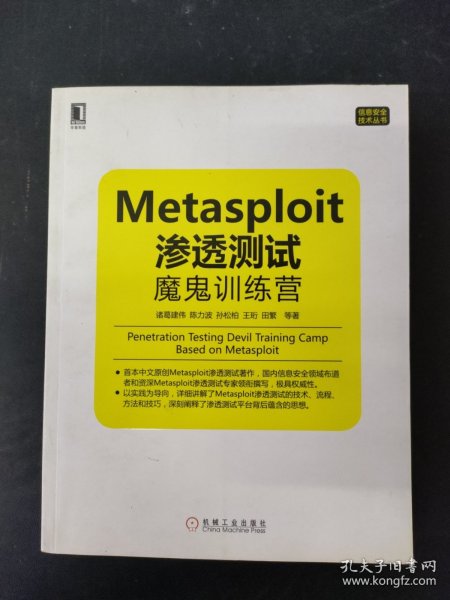 华章科技
信息安全
技术丛书
Metasploit
渗透测试
魔鬼训练营
诸葛建伟 陈力波 孙松柏 王珩 田繁 等著
Penetration Testing Devil Training Camp
Based on Metasploit
● 首本中文原创Metasploit渗透测试著作，国内信息安全领域布道
者和资深Metasploit渗透测试专家领衔撰写，极具权威性。
● 以实践为导向，详细讲解了Metasploit渗透测试的技术、流程、
方法和技巧，深刻阐释了渗透测试平台背后蕴含的思想。
机械工业出版社
China Machine Press
孔夫子旧书网
www.kongfz.com